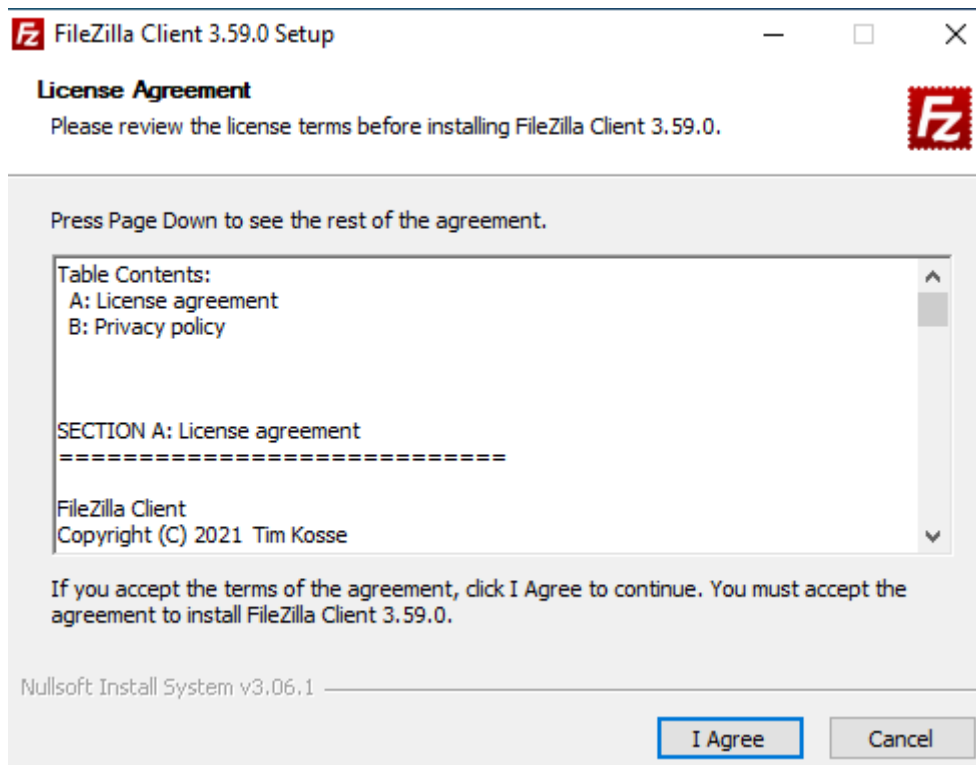 FileZilla Client 3.59.0 Setup
License Agreement
Please review the license terms before installing FileZilla Client 3.59.0.
Press Page Down to see the rest of the agreement.
Table Contents:
A: License agreement
B: Privacy policy
SECTION A: License agreement
============================
FileZilla Client
Copyright (C) 2021 Tim Kosse
If you accept the terms of the agreement, click I Agree to continue. You must accept the
agreement to install FileZilla Client 3.59.0.
Nullsoft Install System v3.06.1
I Agree
Cancel